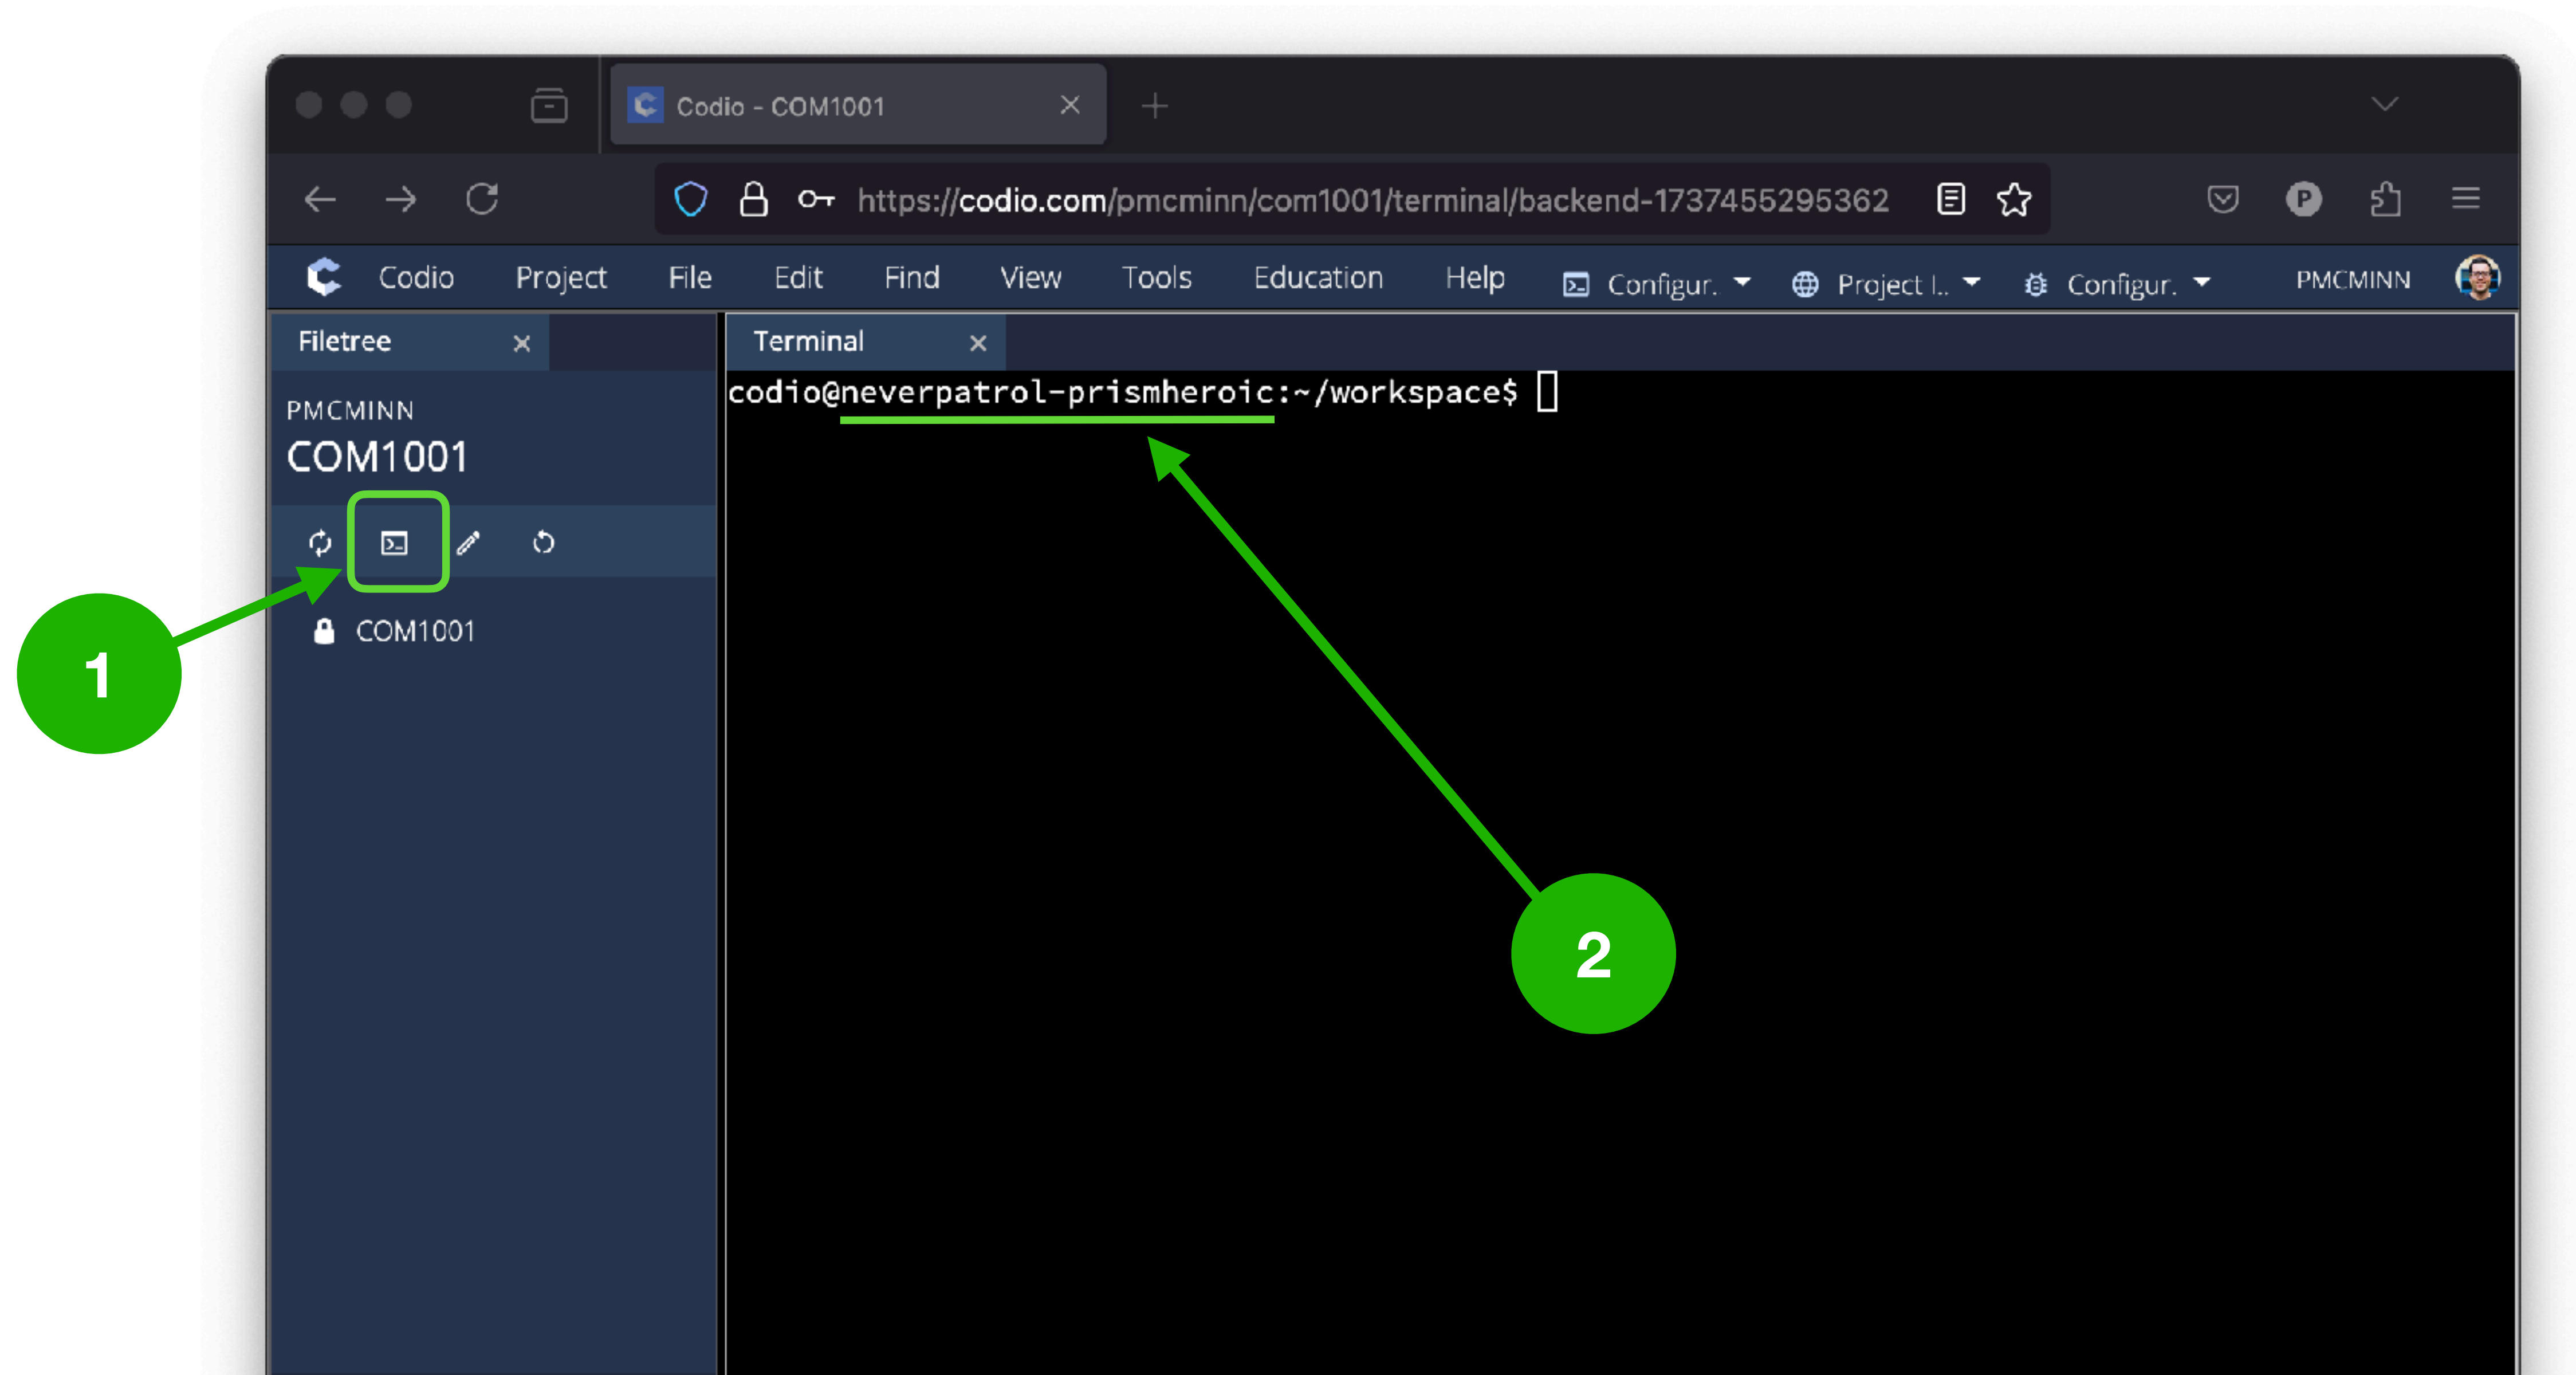 Codio - COM1001
https://codio.com/pmcminn/com1001/terminal/backend-1737455295362
P
Codio Project File Edit Find View Tools Education Help Configur. Project I.. Configur. PMCMINN
Filetree
Terminal
codio@neverpatrol-prismheroic:~/workspace$
PMCMINN
COM1001
COM1001
1
2